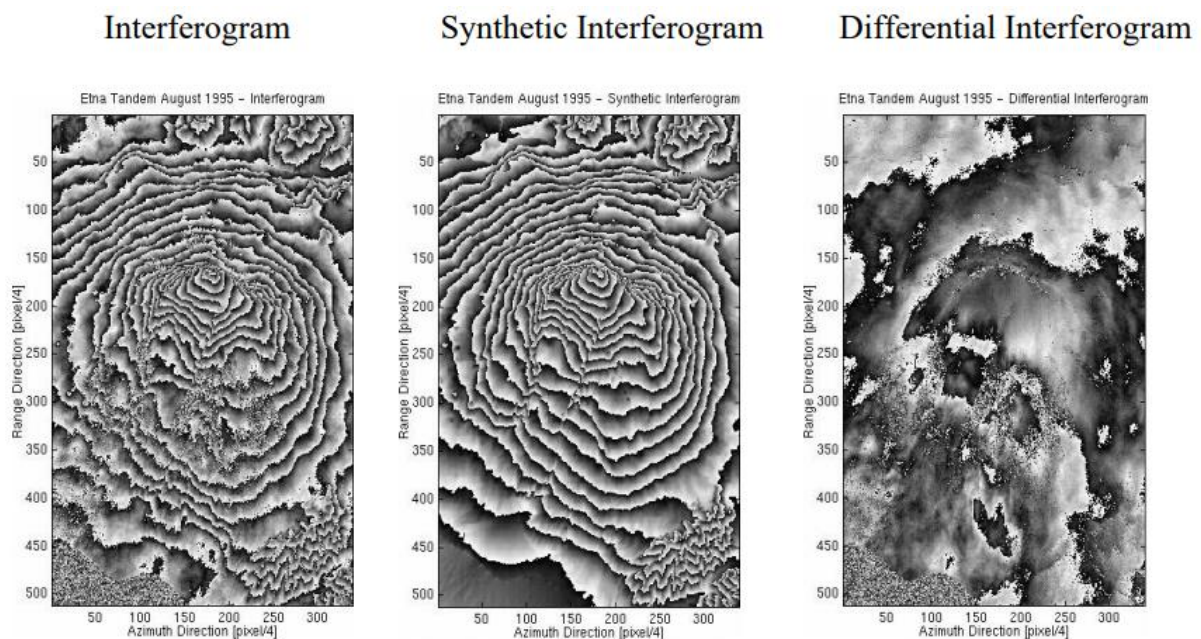 Interferogram
Synthetic Interferogram
Differential Interferogram
Etna Tandem August 1995 - Interferogram
50
100
150
200
250
300
350
400
450
500
Range Direction [pixel/4]
50 100 150 200 250 300
Azimuth Direction [pixel/4]
Etna Tandem August 1995 - Synthetic Interferogram
50
100
150
200
250
300
350
400
450
500
Range Direction [pixel/4]
50 100 150 200 250 300
Azimuth Direction [pixel/4]
Etna Tandem August 1995 - Differential Interferogram
50
100
150
200
250
300
350
400
450
500
Range Direction [pixel/4]
50 100 150 200 250 300
Azimuth Direction [pixel/4]